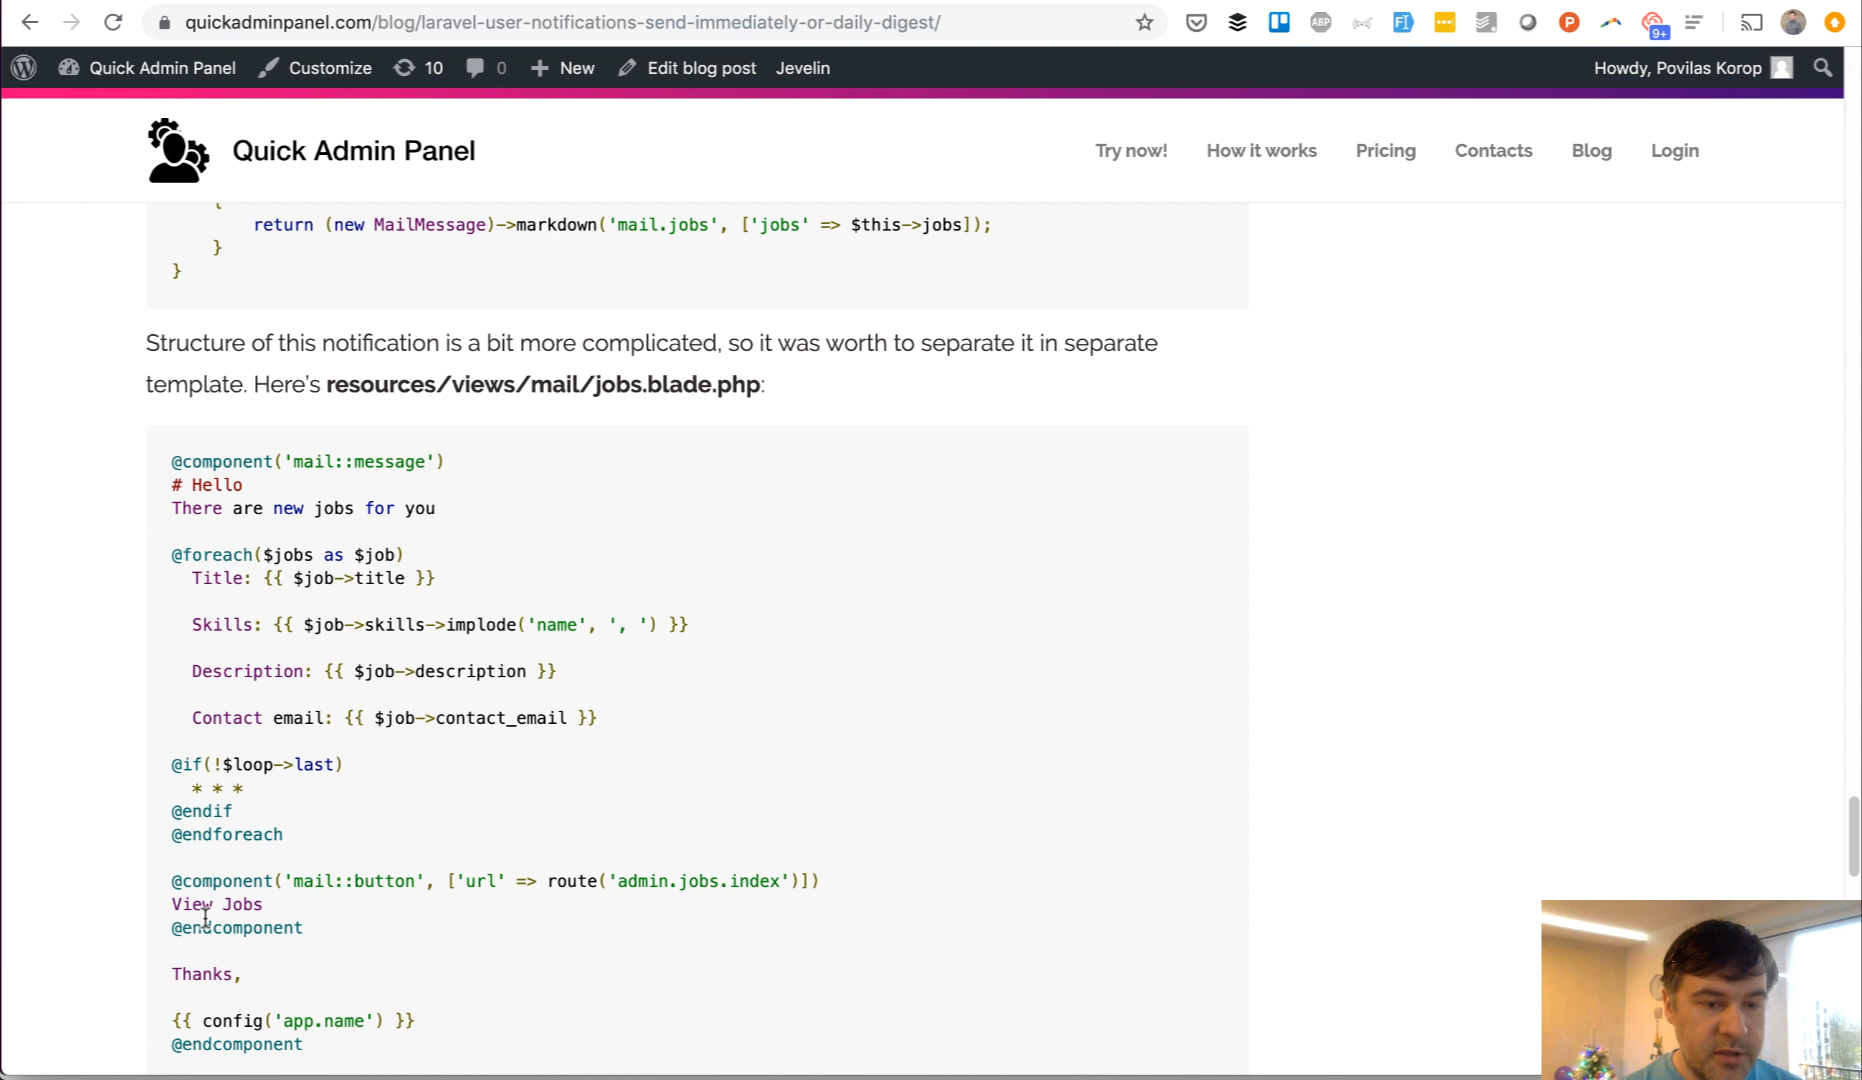 quickadminpanel.com/blog/laravel-user-notifications-send-immediately-or-daily-digest/
ABP
9+
P
Quick Admin Panel Customize 10 0 New Edit blog post Jevelin Howdy, Povilas Korop
Quick Admin Panel Try now! How it works Pricing Contacts Blog Login
{
return (new MailMessage)->markdown('mail.jobs', ['jobs' => $this->jobs]);
}
}
Structure of this notification is a bit more complicated, so it was worth to separate it in separate
template. Here's resources/views/mail/jobs.blade.php:
@component('mail::message')
# Hello
There are new jobs for you
@foreach($jobs as $job)
Title: {{ $job->title }}
Skills: {{ $job->skills->implode('name', ', ') }}
Description: {{ $job->description }}
Contact email: {{ $job->contact_email }}
@if(!$loop->last)
* * *
@endif
@endforeach
@component('mail::button', ['url' => route('admin.jobs.index')])
View Jobs
@endcomponent
Thanks,
{{ config('app.name') }}
@endcomponent